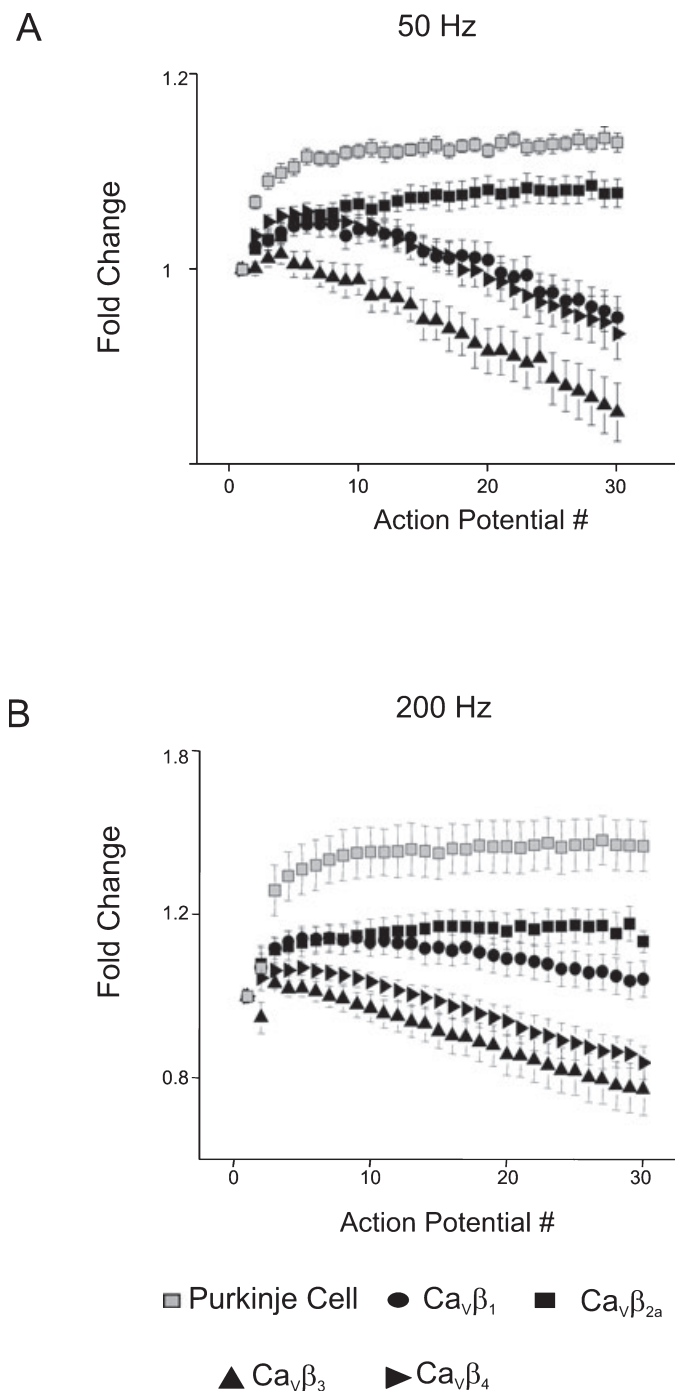 A
50 Hz
1.2
1
Fold Change
0 10 20 30
Action Potential #
B
200 Hz
1.8
1.2
0.8
Fold Change
0 10 20 30
Action Potential #
Purkinje Cell Caᵥβ₁ Caᵥβ₂ₐ
Caᵥβ₃ Caᵥβ₄